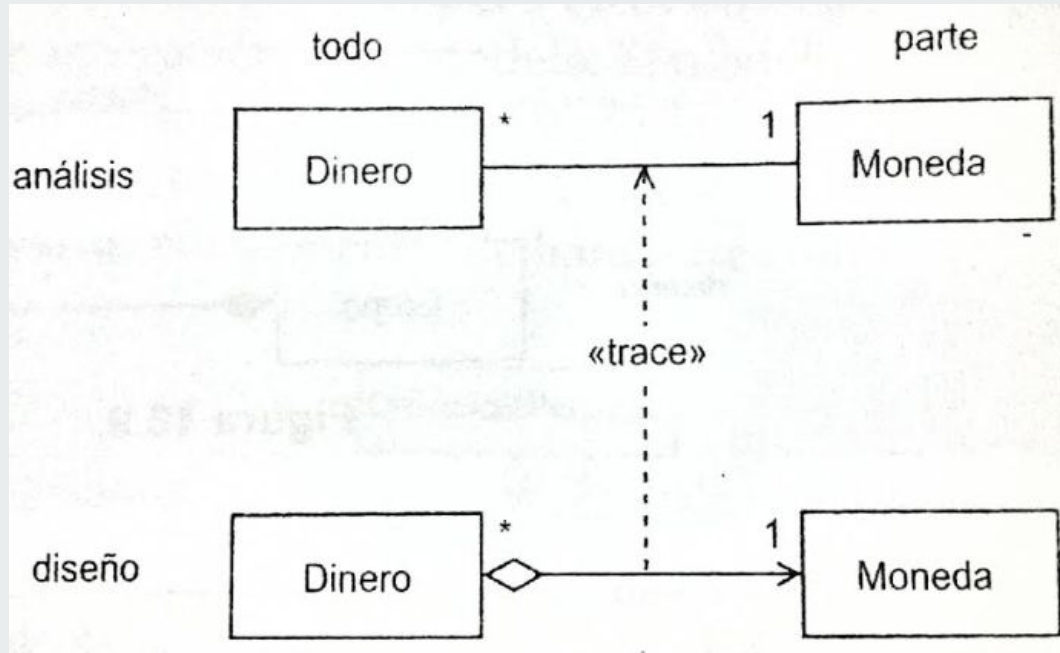 todo
parte
análisis
Dinero
*
1
Moneda
«trace»
diseño
Dinero
*
1
Moneda